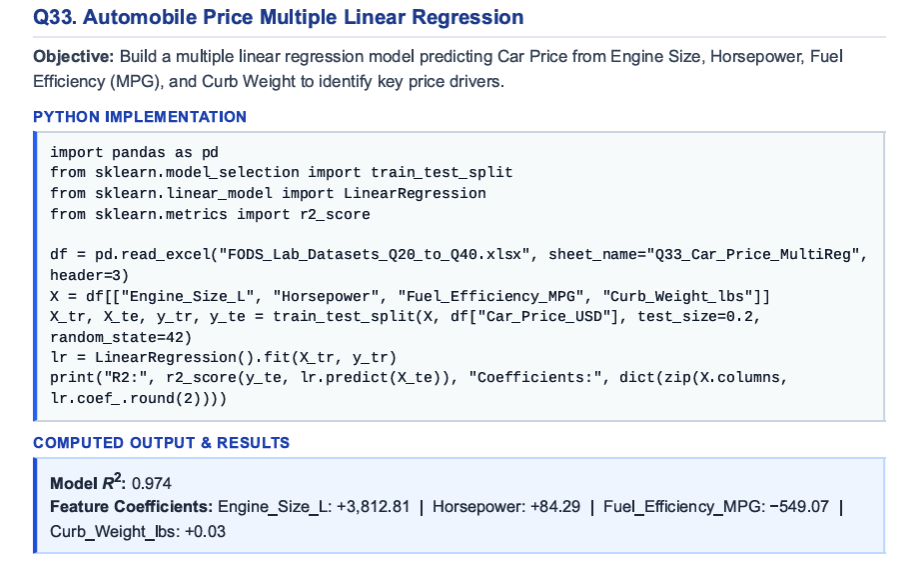 Q33. Automobile Price Multiple Linear Regression
Objective: Build a multiple linear regression model predicting Car Price from Engine Size, Horsepower, Fuel
Efficiency (MPG), and Curb Weight to identify key price drivers.
PYTHON IMPLEMENTATION
import pandas as pd
from sklearn.model_selection import train_test_split
from sklearn.linear_model import LinearRegression
from sklearn.metrics import r2_score
df = pd.read_excel("FODS_Lab_Datasets_Q20_to_Q40.xlsx", sheet_name="Q33_Car_Price_MultiReg",
header=3)
X = df[["Engine_Size_L", "Horsepower", "Fuel_Efficiency_MPG", "Curb_Weight_lbs"]]
X_tr, X_te, y_tr, y_te = train_test_split(X, df["Car_Price_USD"], test_size=0.2,
random_state=42)
lr = LinearRegression().fit(X_tr, y_tr)
print("R2:", r2_score(y_te, lr.predict(X_te)), "Coefficients:", dict(zip(X.columns,
lr.coef_.round(2))))
COMPUTED OUTPUT & RESULTS
Model R²: 0.974
Feature Coefficients: Engine_Size_L: +3,812.81 | Horsepower: +84.29 | Fuel_Efficiency_MPG: −549.07 |
Curb_Weight_lbs: +0.03